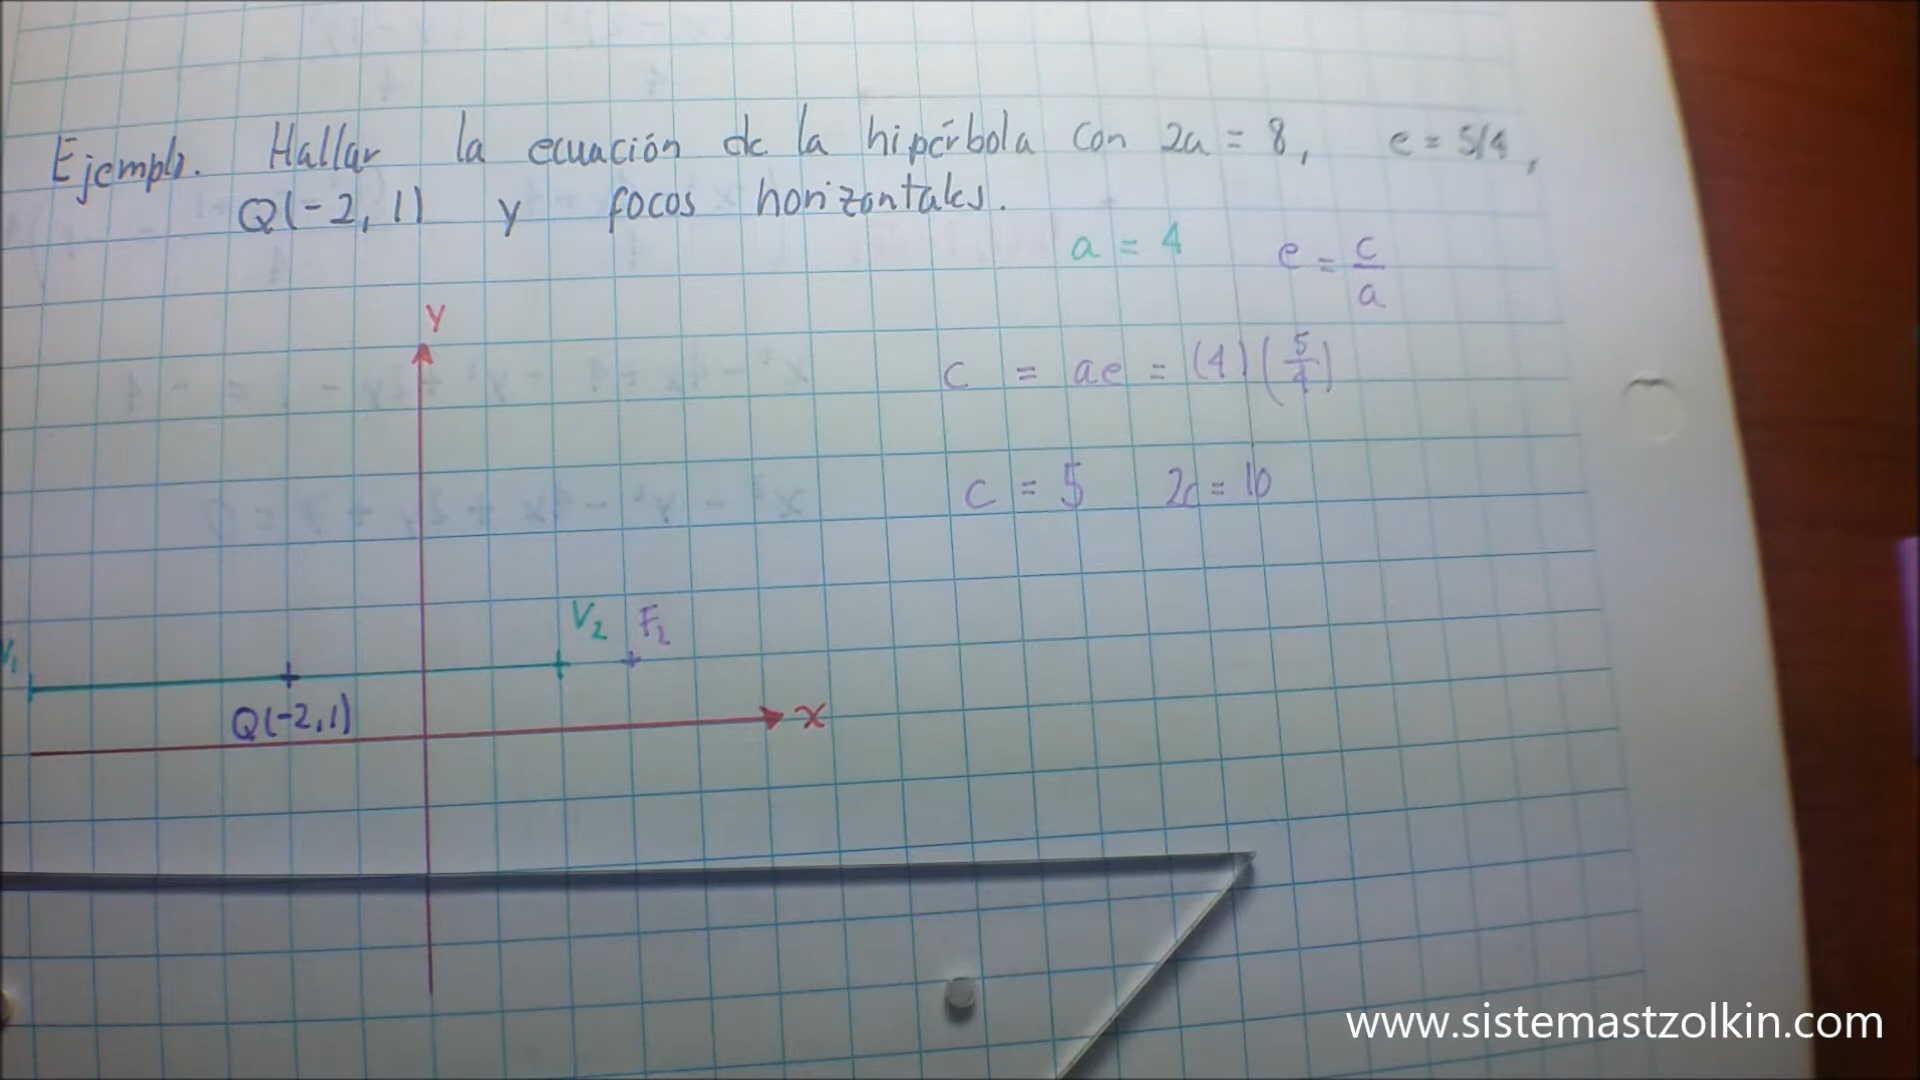 Ejemplo. Hallar la ecuación de la hipérbola con 2a = 8, e = 5/4,
Q(-2, 1) y focos horizontales.
a = 4 e = c/a
c = ae = (4)(5/4)
c = 5 2c = 10
Y
V₁ V₂ F₂
Q(-2,1) X
www.sistemastzolkin.com